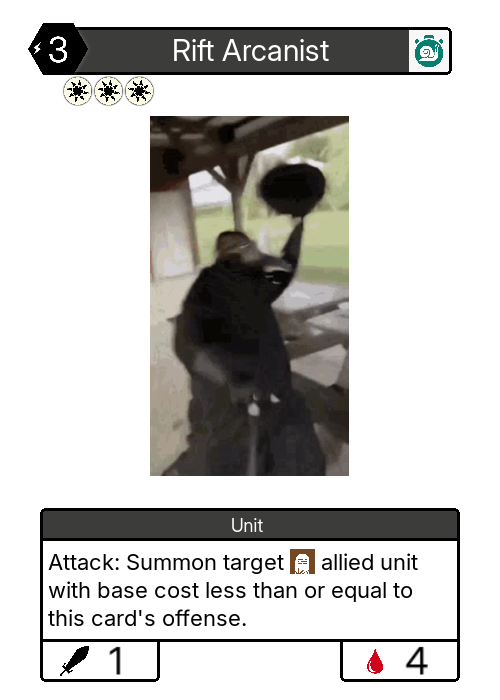 3
Rift Arcanist
Unit
Attack: Summon target allied unit
with base cost less than or equal to
this card's offense.
1
4